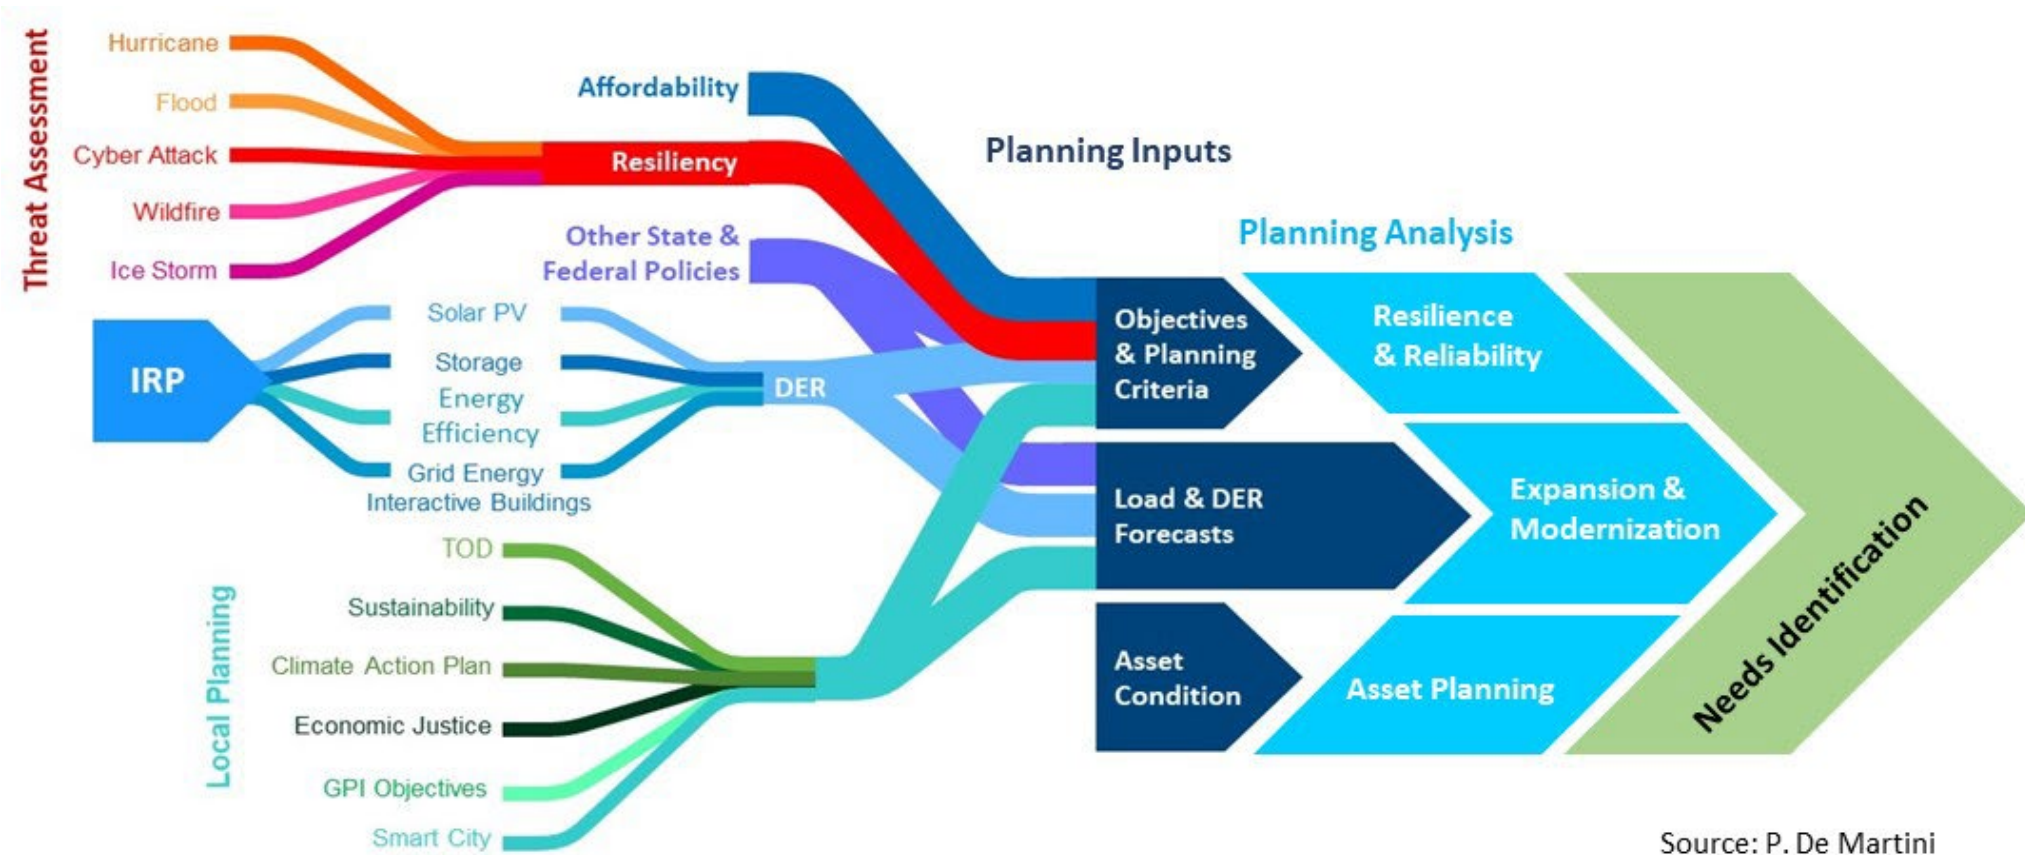 Threat Assessment
Hurricane
Flood
Cyber Attack
Wildfire
Ice Storm
Affordability
Resiliency
Other State &
Federal Policies
IRP
Solar PV
Storage
Energy
Efficiency
Grid Energy
Interactive Buildings
DER
Local Planning
TOD
Sustainability
Climate Action Plan
Economic Justice
GPI Objectives
Smart City
Planning Inputs
Objectives
& Planning
Criteria
Load & DER
Forecasts
Asset
Condition
Planning Analysis
Resilience
& Reliability
Expansion &
Modernization
Asset Planning
Needs Identification
Source: P. De Martini